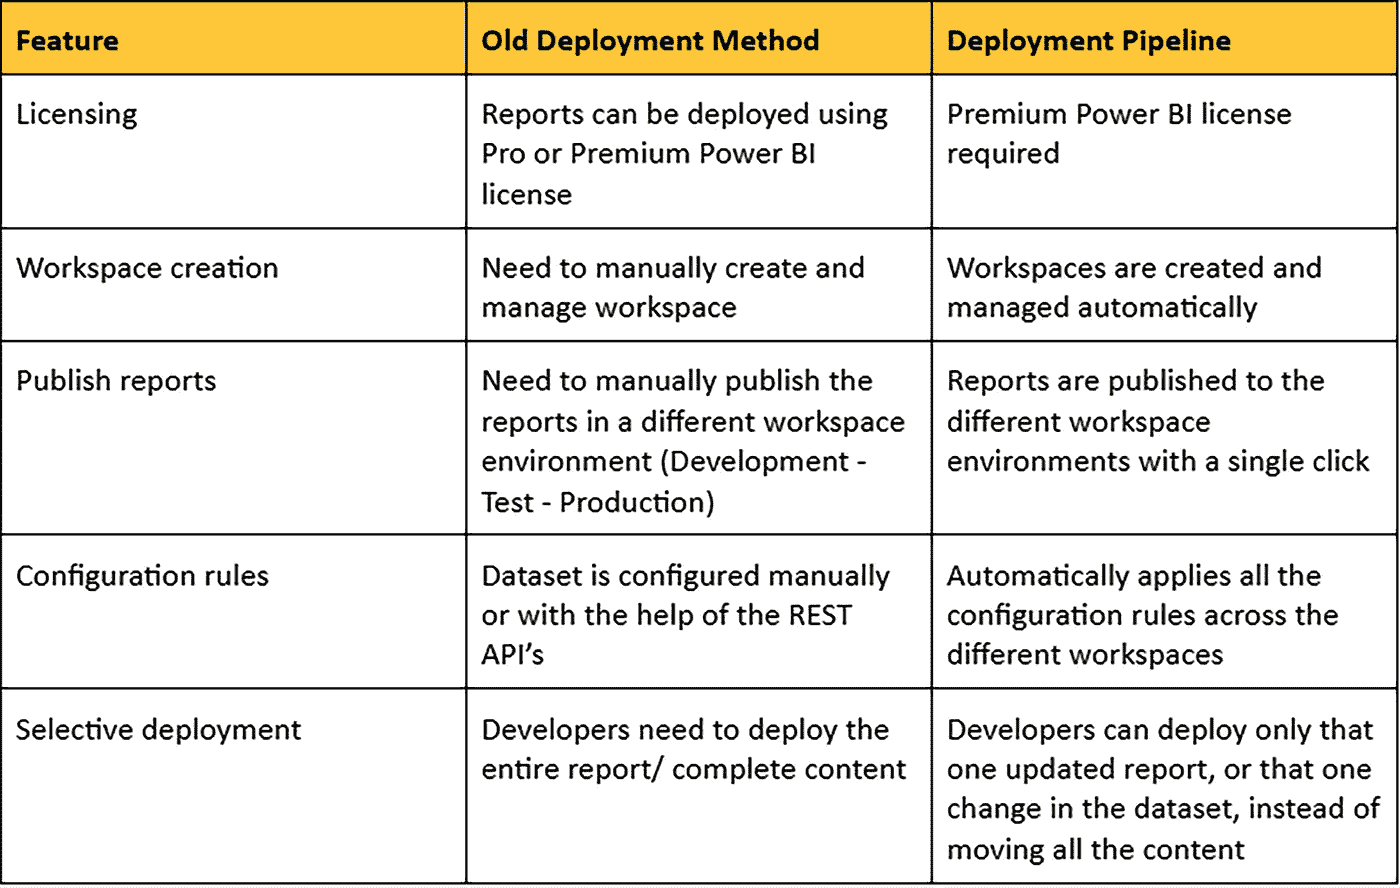 Feature
Old Deployment Method
Deployment Pipeline
Licensing
Reports can be deployed using
Pro or Premium Power BI
license
Premium Power BI license
required
Workspace creation
Need to manually create and
manage workspace
Workspaces are created and
managed automatically
Publish reports
Need to manually publish the
reports in a different workspace
environment (Development -
Test - Production)
Reports are published to the
different workspace
environments with a single click
Configuration rules
Dataset is configured manually
or with the help of the REST
API’s
Automatically applies all the
configuration rules across the
different workspaces
Selective deployment
Developers need to deploy the
entire report/ complete content
Developers can deploy only that
one updated report, or that one
change in the dataset, instead of
moving all the content